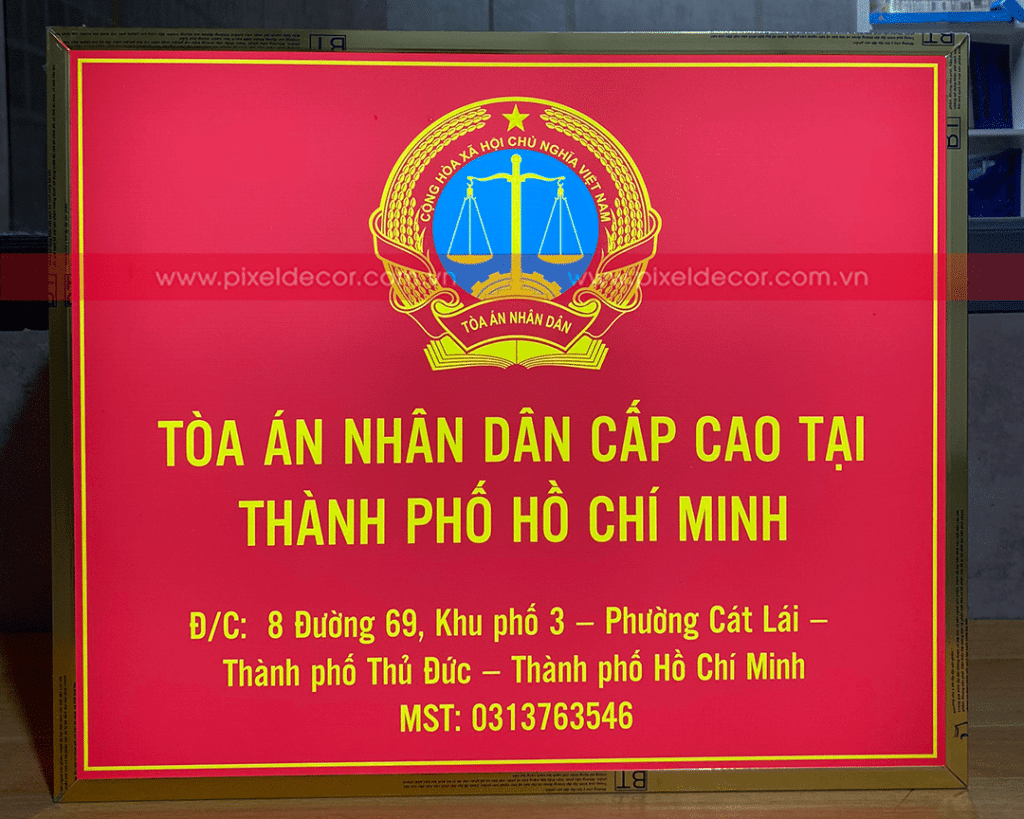 CỘNG HÒA XÃ HỘI CHỦ NGHĨA VIỆT NAM
www.pixeldecor.com.vn www.pixeldecor.com.vn
TÒA ÁN NHÂN DÂN
TÒA ÁN NHÂN DÂN CẤP CAO TẠI
THÀNH PHỐ HỒ CHÍ MINH
Đ/C: 8 Đường 69, Khu phố 3 – Phường Cát Lái –
Thành phố Thủ Đức – Thành phố Hồ Chí Minh
MST: 0313763546
BT